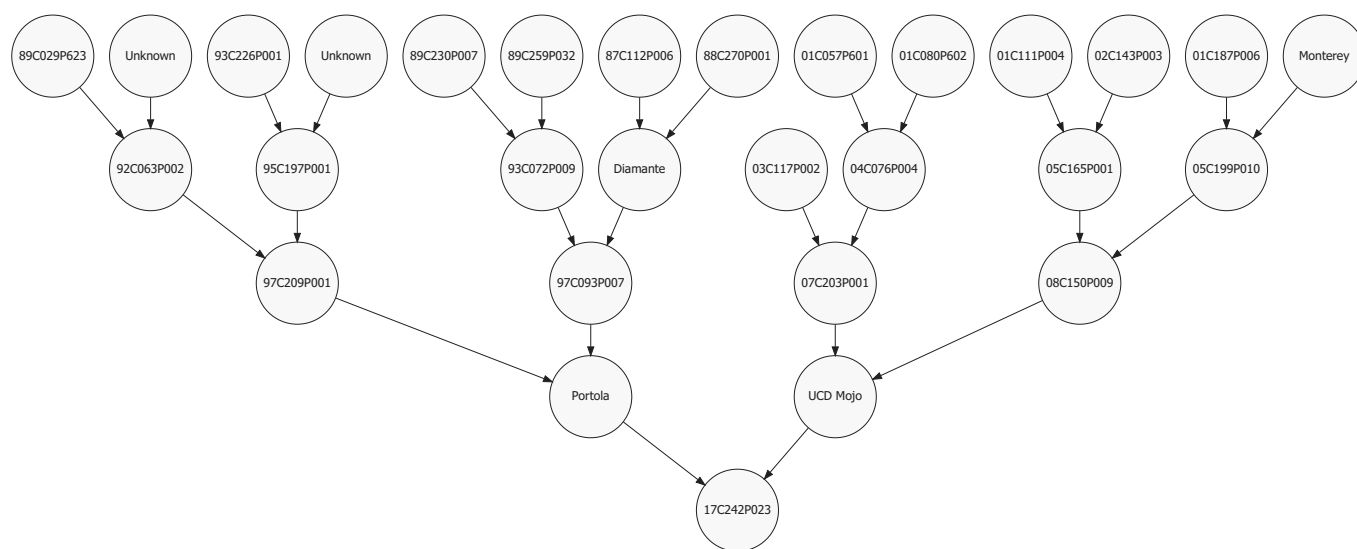 89C029P623
Unknown
93C226P001
Unknown
89C230P007
89C259P032
87C112P006
88C270P001
01C057P601
01C080P602
01C111P004
02C143P003
01C187P006
Monterey
92C063P002
95C197P001
93C072P009
Diamante
03C117P002
04C076P004
05C165P001
05C199P010
97C209P001
97C093P007
07C203P001
08C150P009
Portola
UCD Mojo
17C242P023